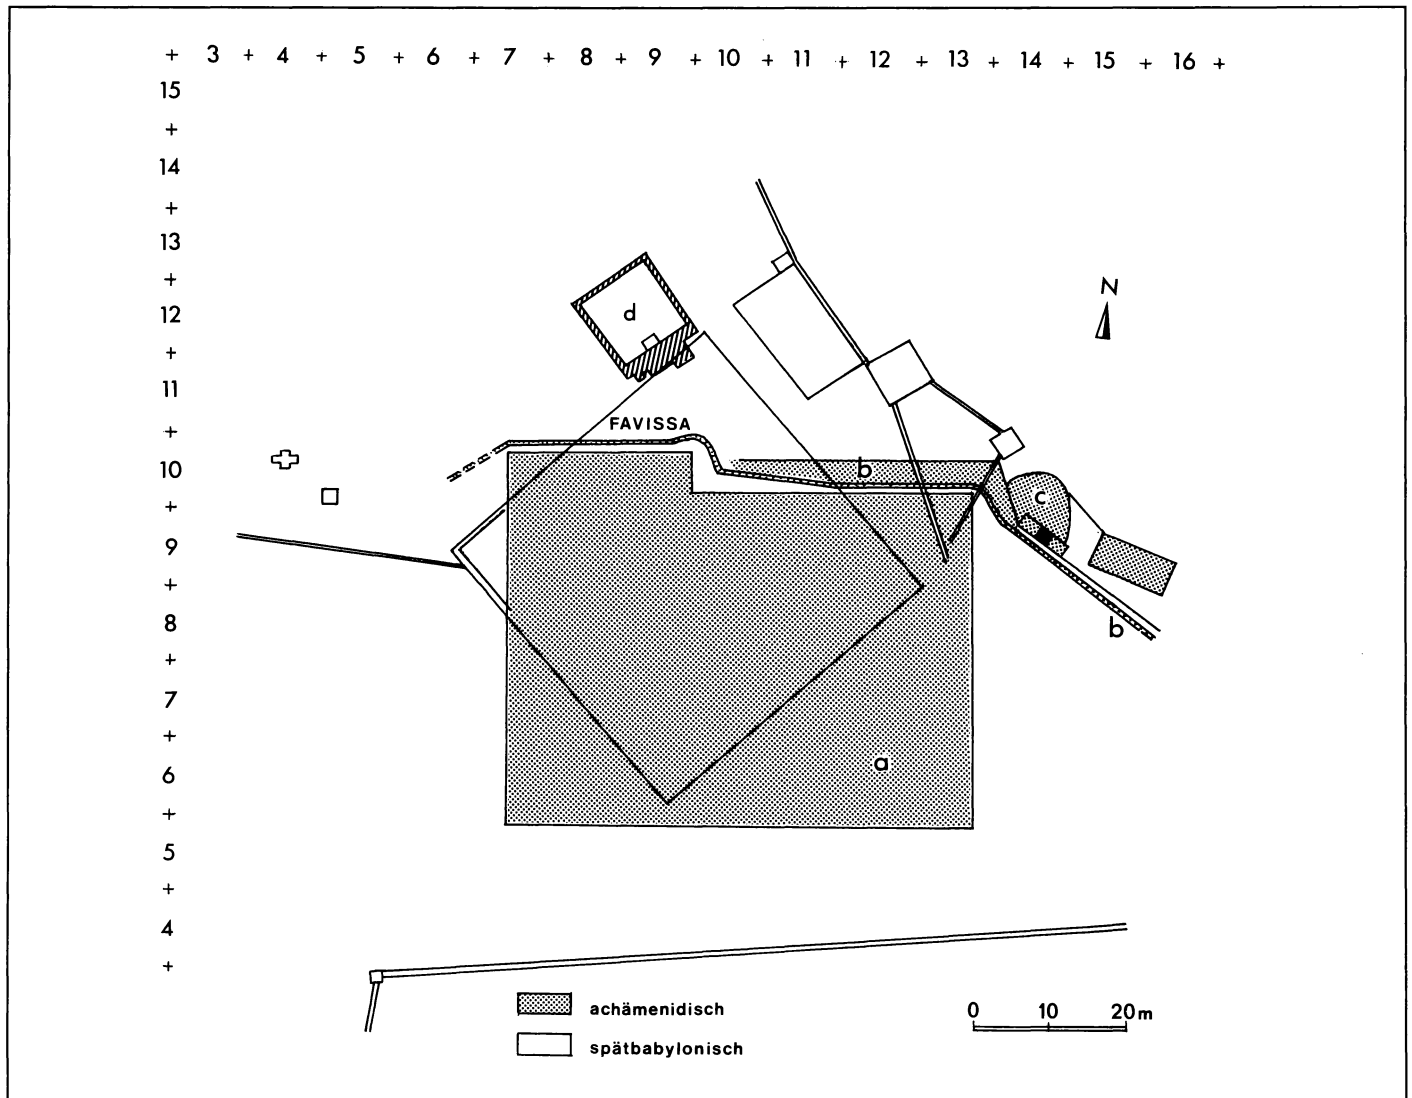 + 3 + 4 + 5 + 6 + 7 + 8 + 9 + 10 + 11 + 12 + 13 + 14 + 15 + 16 +
15
+
14
+
13
+
12
+
11
+
10
+
9
+
8
+
7
+
6
+
5
+
4
+
N
d
FAVISSA
b
c
b
a
achämenidisch
spätbabylonisch
0 10 20 m